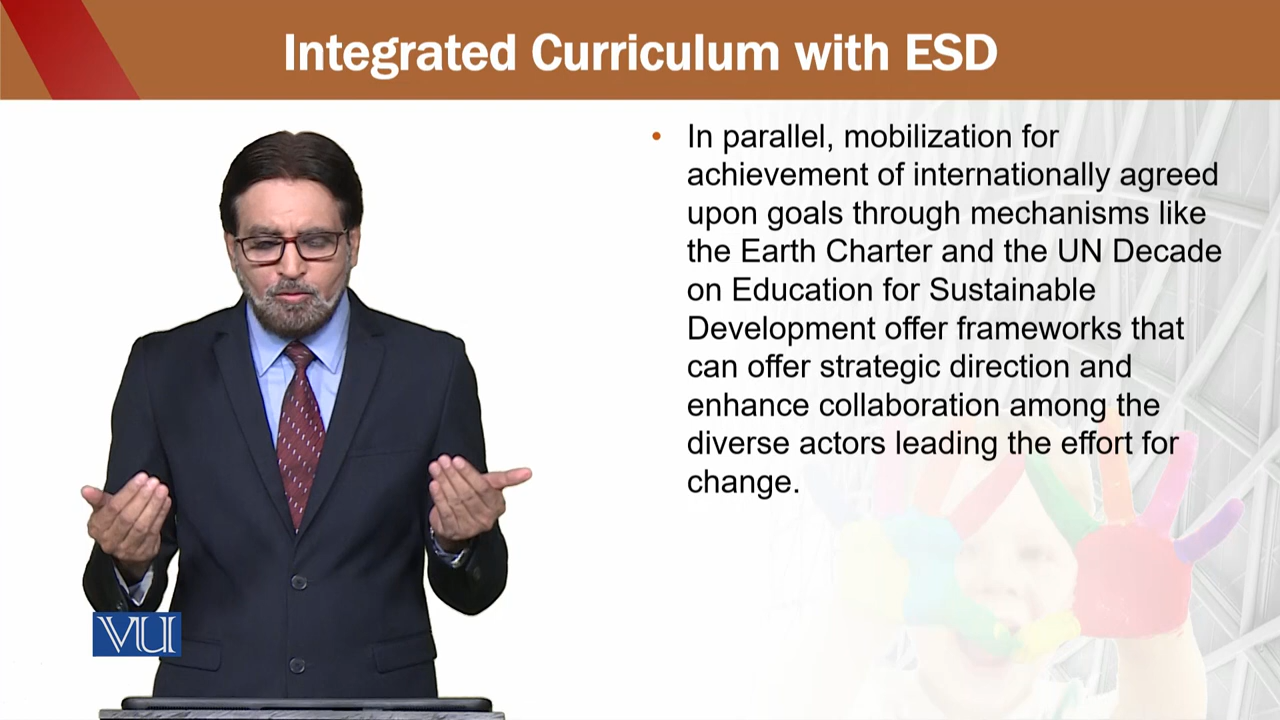 Integrated Curriculum with ESD
• In parallel, mobilization for
achievement of internationally agreed
upon goals through mechanisms like
the Earth Charter and the UN Decade
on Education for Sustainable
Development offer frameworks that
can offer strategic direction and
enhance collaboration among the
diverse actors leading the effort for
change.
VU